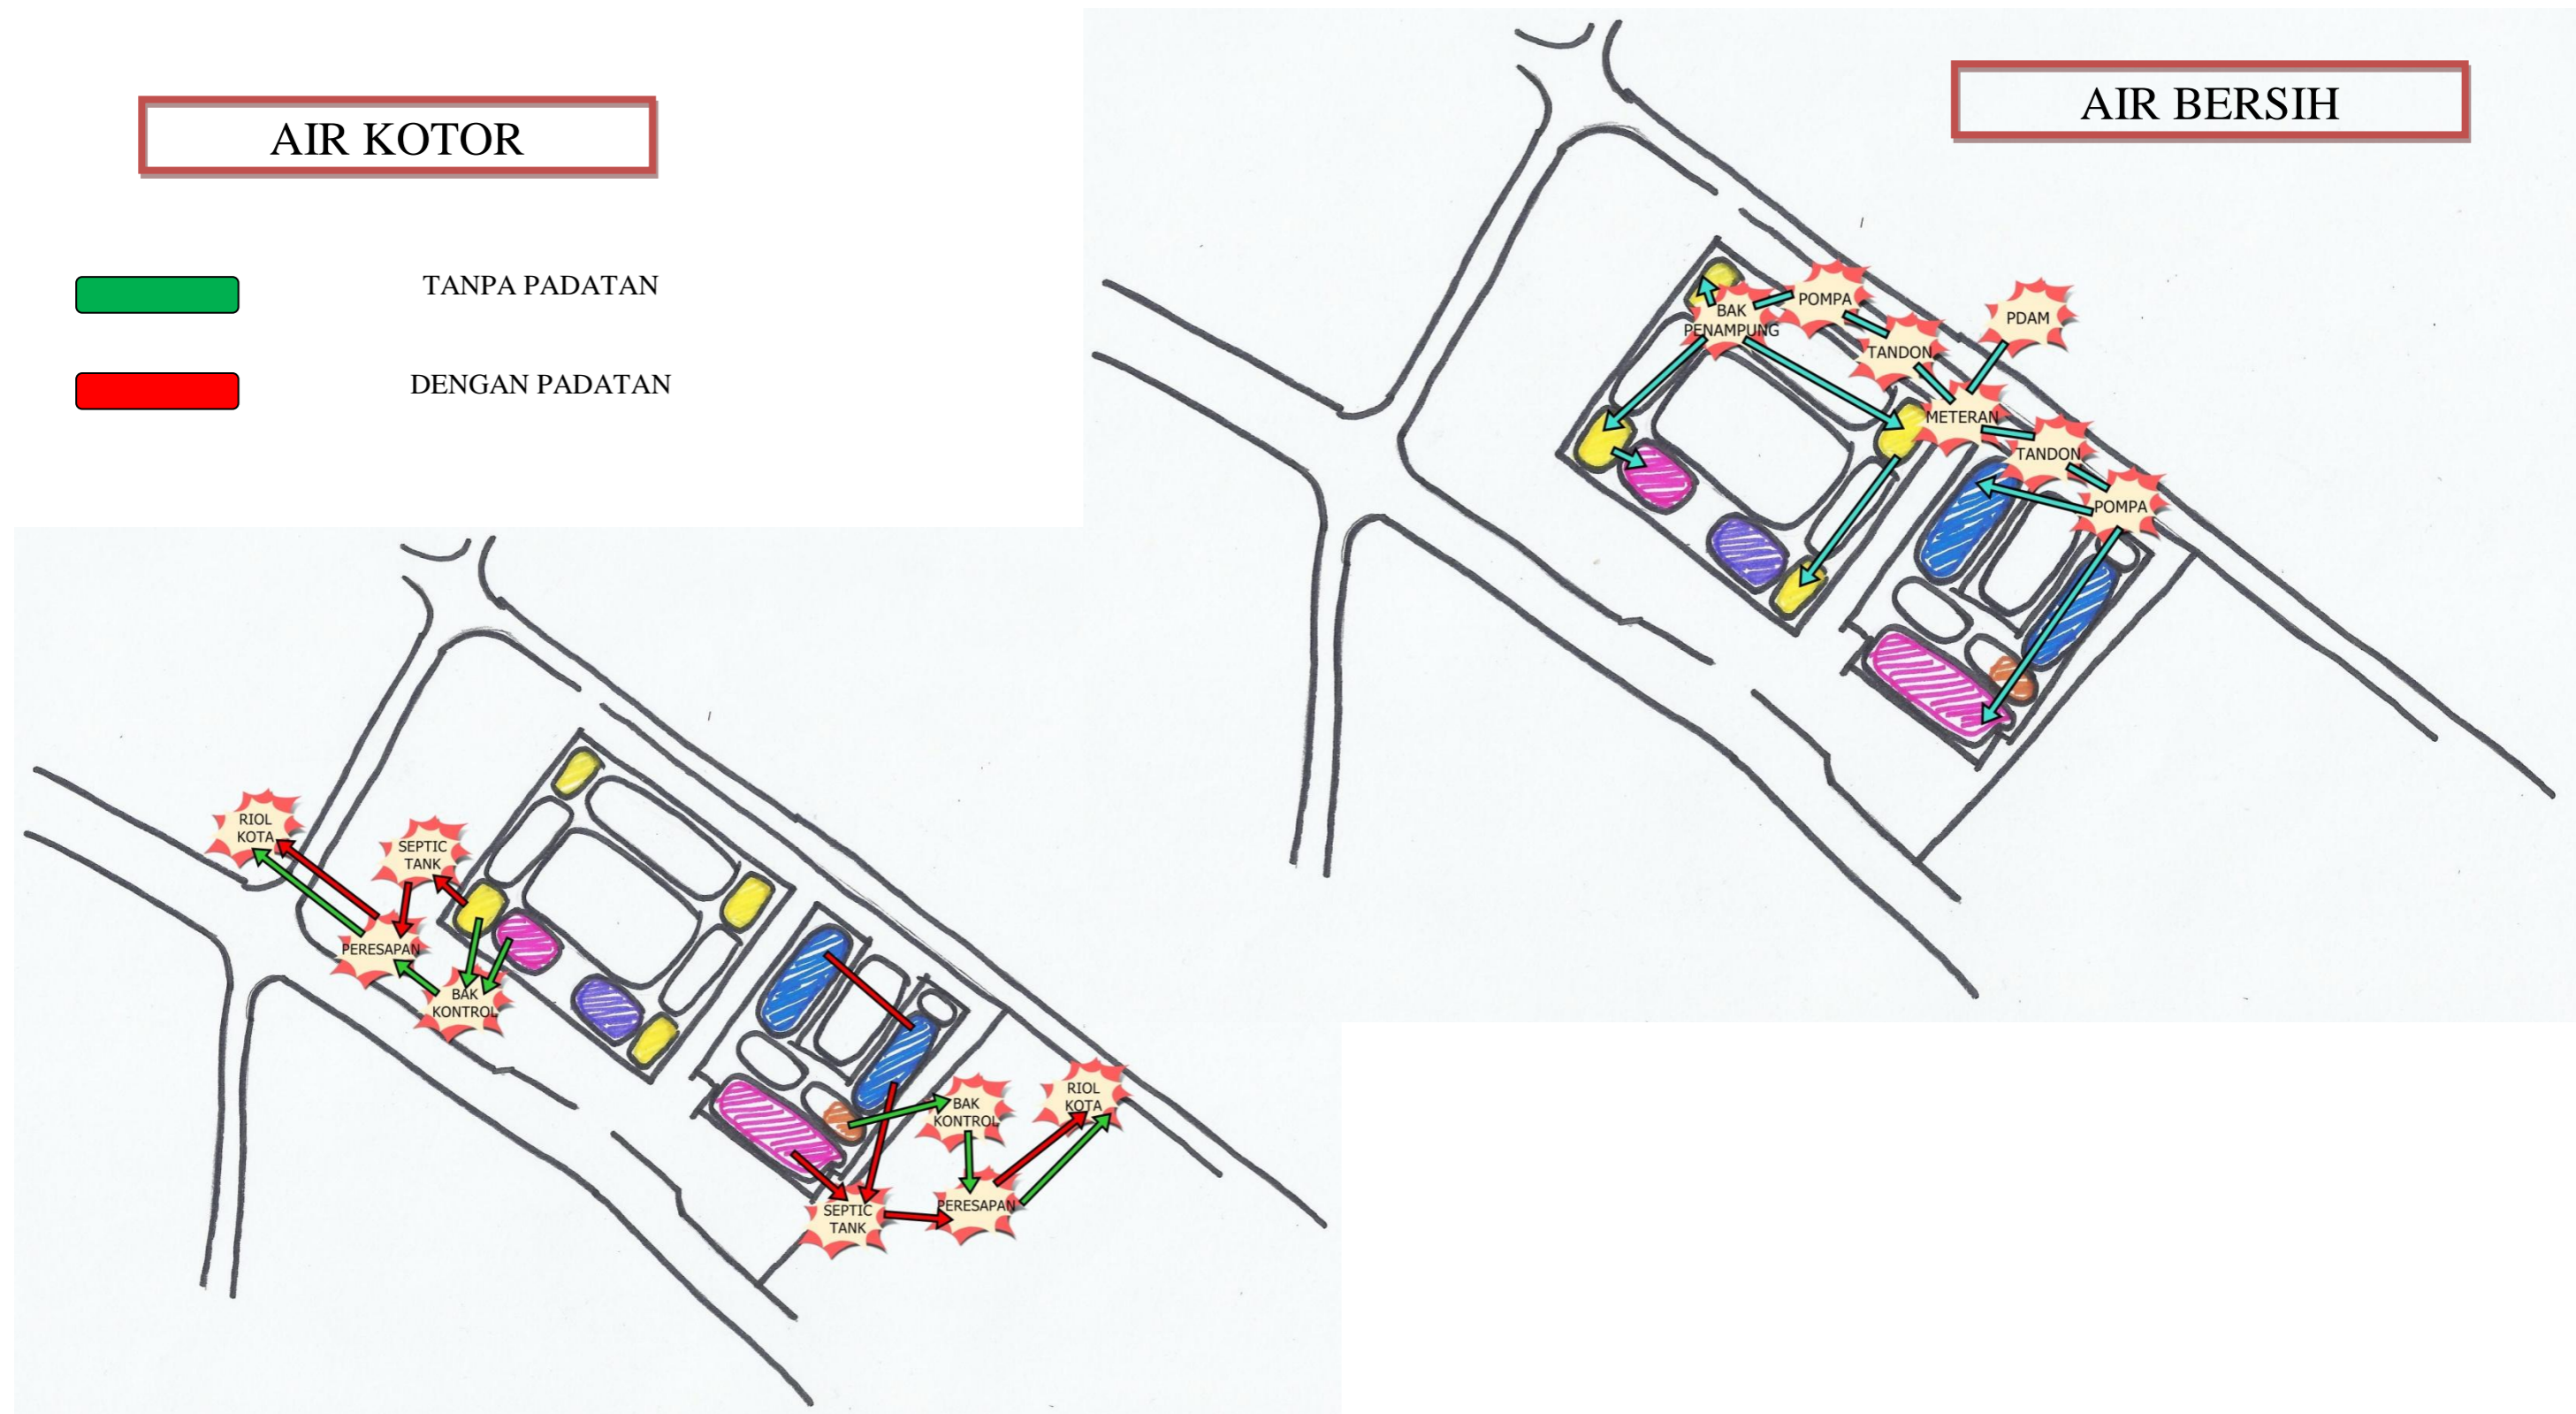 AIR KOTOR
TANPA PADATAN
DENGAN PADATAN
AIR BERSIH
BAK
PENAMPUNG
POMPA
TANDON
PDAM
METERAN
TANDON
POMPA
RIOL
KOTA
SEPTIC
TANK
PERESAPAN
BAK
KONTROL
BAK
KONTROL
RIOL
KOTA
SEPTIC
TANK
PERESAPAN